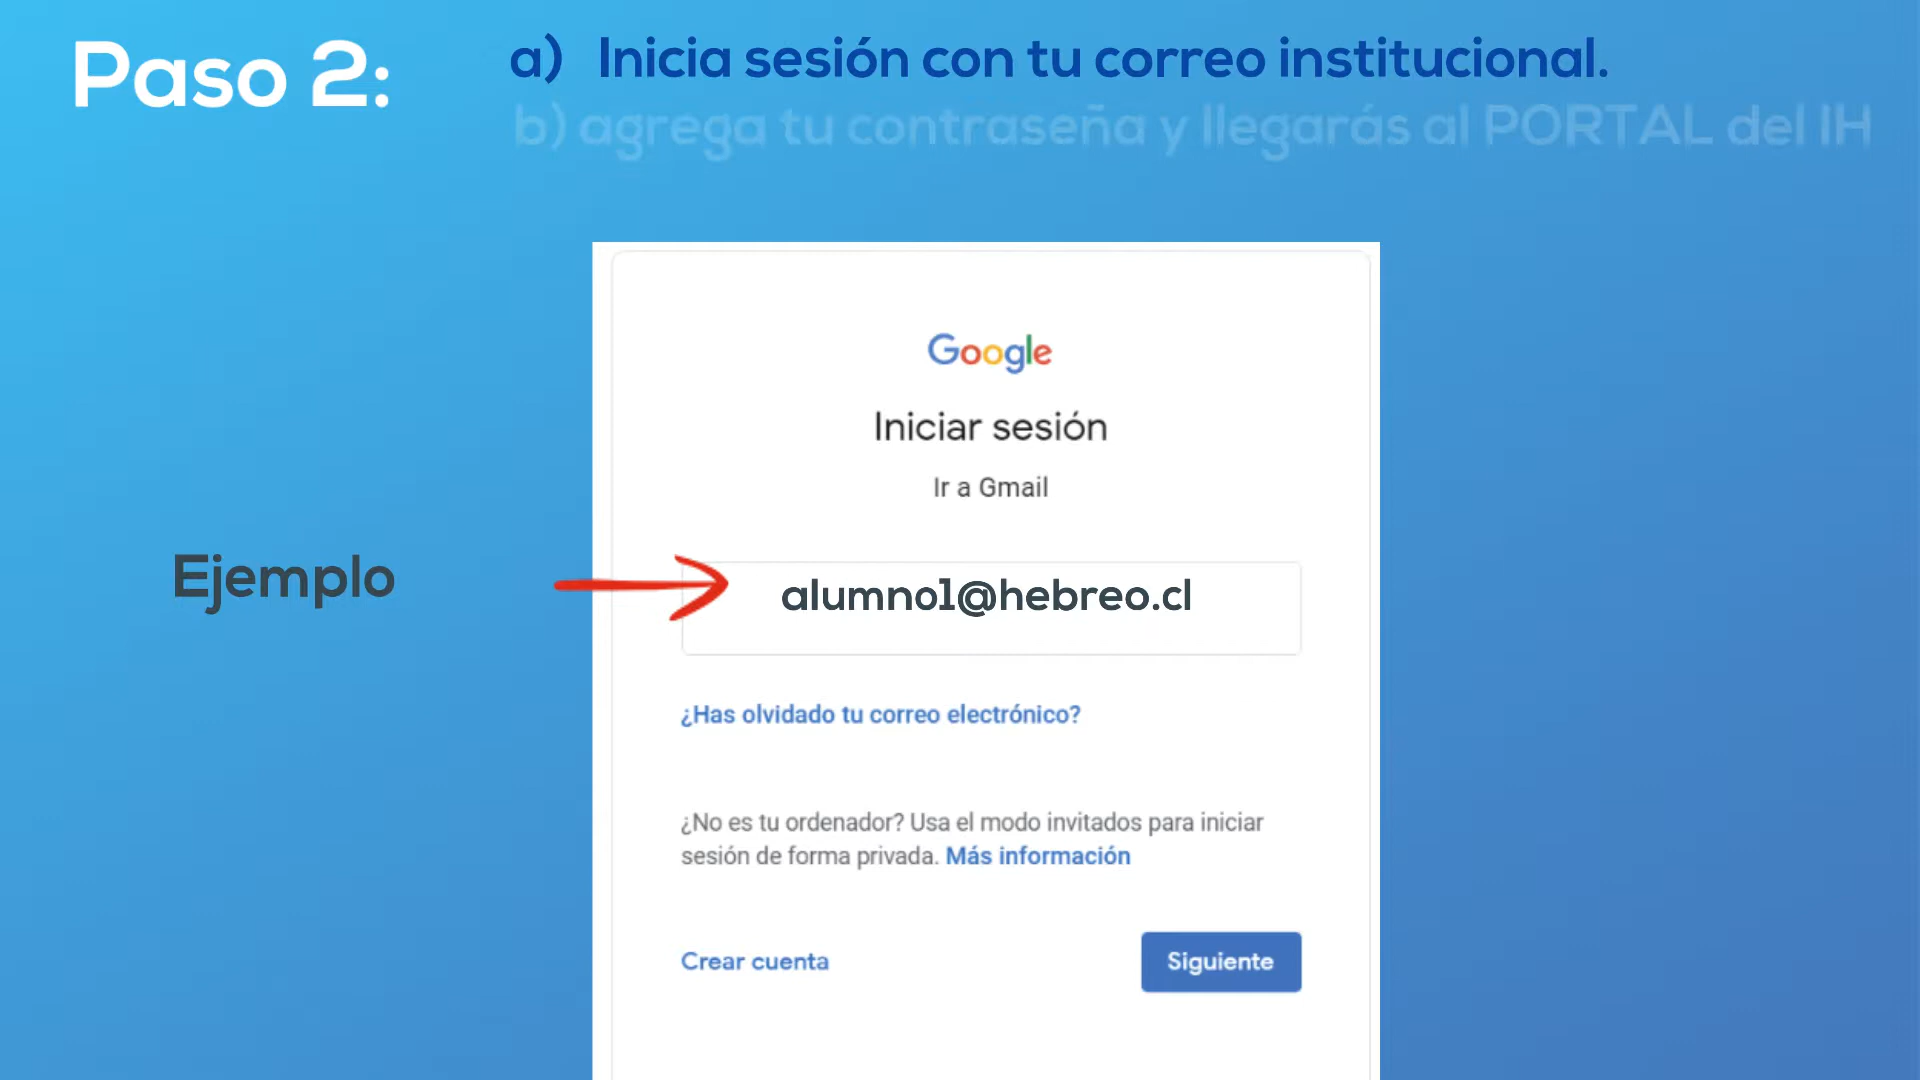 Paso 2:
a) Inicia sesión con tu correo institucional.
b) agrega tu contraseña y llegarás al PORTAL del IH
Google
Iniciar sesión
Ir a Gmail
Ejemplo
alumno1@hebreo.cl
¿Has olvidado tu correo electrónico?
¿No es tu ordenador? Usa el modo invitados para iniciar
sesión de forma privada. Más información
Crear cuenta
Siguiente